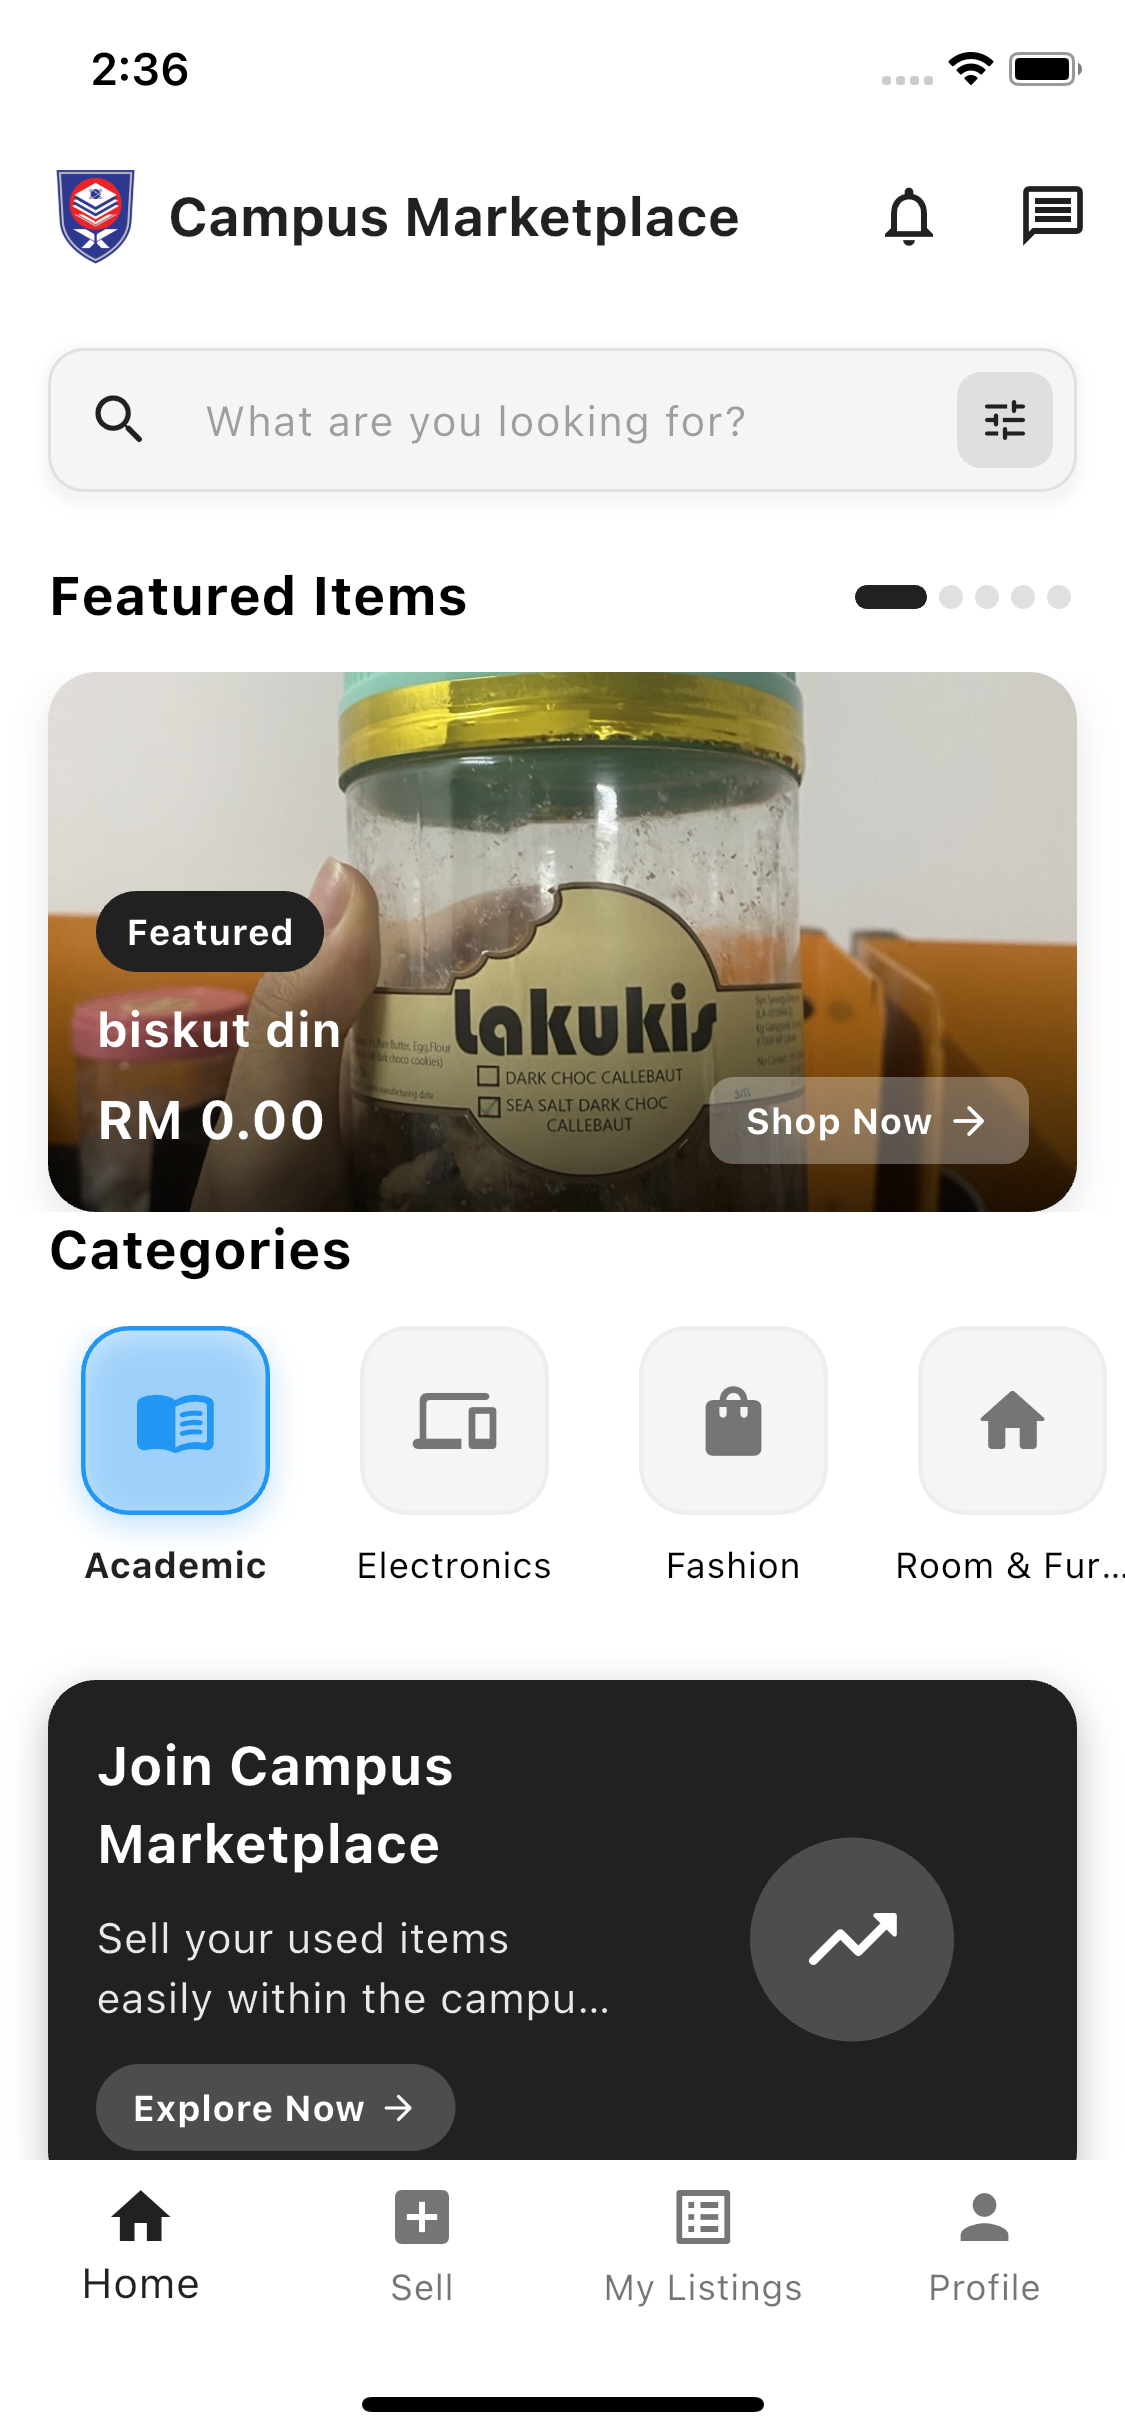 2:36
Campus Marketplace
What are you looking for?
Featured Items
Featured
biskut din
RM 0.00
Lakukis
DARK CHOC CALLEBAUT
SEA SALT DARK CHOC
CALLEBAUT
Shop Now
Categories
Academic
Electronics
Fashion
Room & Fur...
Join Campus
Marketplace
Sell your used items
easily within the campu...
Explore Now
Home
Sell
My Listings
Profile